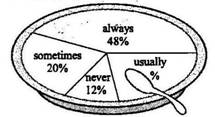 always
48%
sometimes
20%
usually
%
never
12%